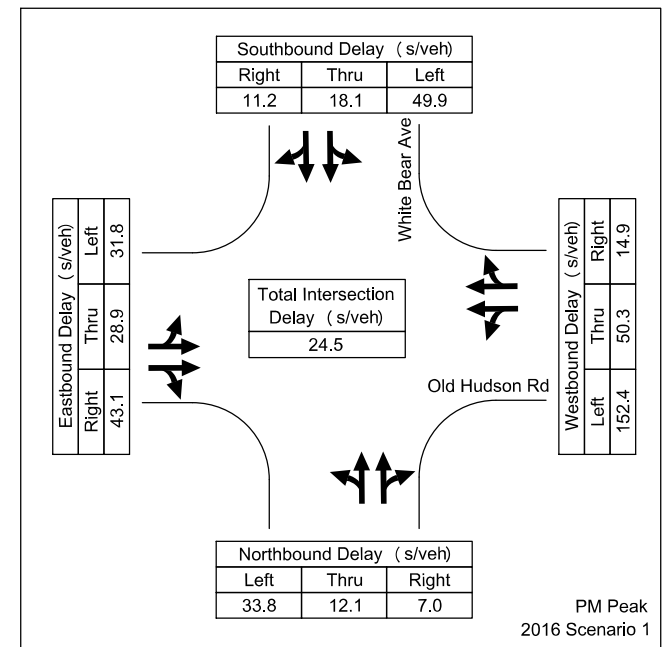 Southbound Delay ( s/veh)
Right Thru Left
11.2 18.1 49.9
White Bear Ave
Eastbound Delay ( s/veh)
Left Thru Right
31.8 28.9 43.1
Total Intersection
Delay ( s/veh)
24.5
Westbound Delay ( s/veh)
Right Thru Left
14.9 50.3 152.4
Old Hudson Rd
Northbound Delay ( s/veh)
Left Thru Right
33.8 12.1 7.0
PM Peak
2016 Scenario 1